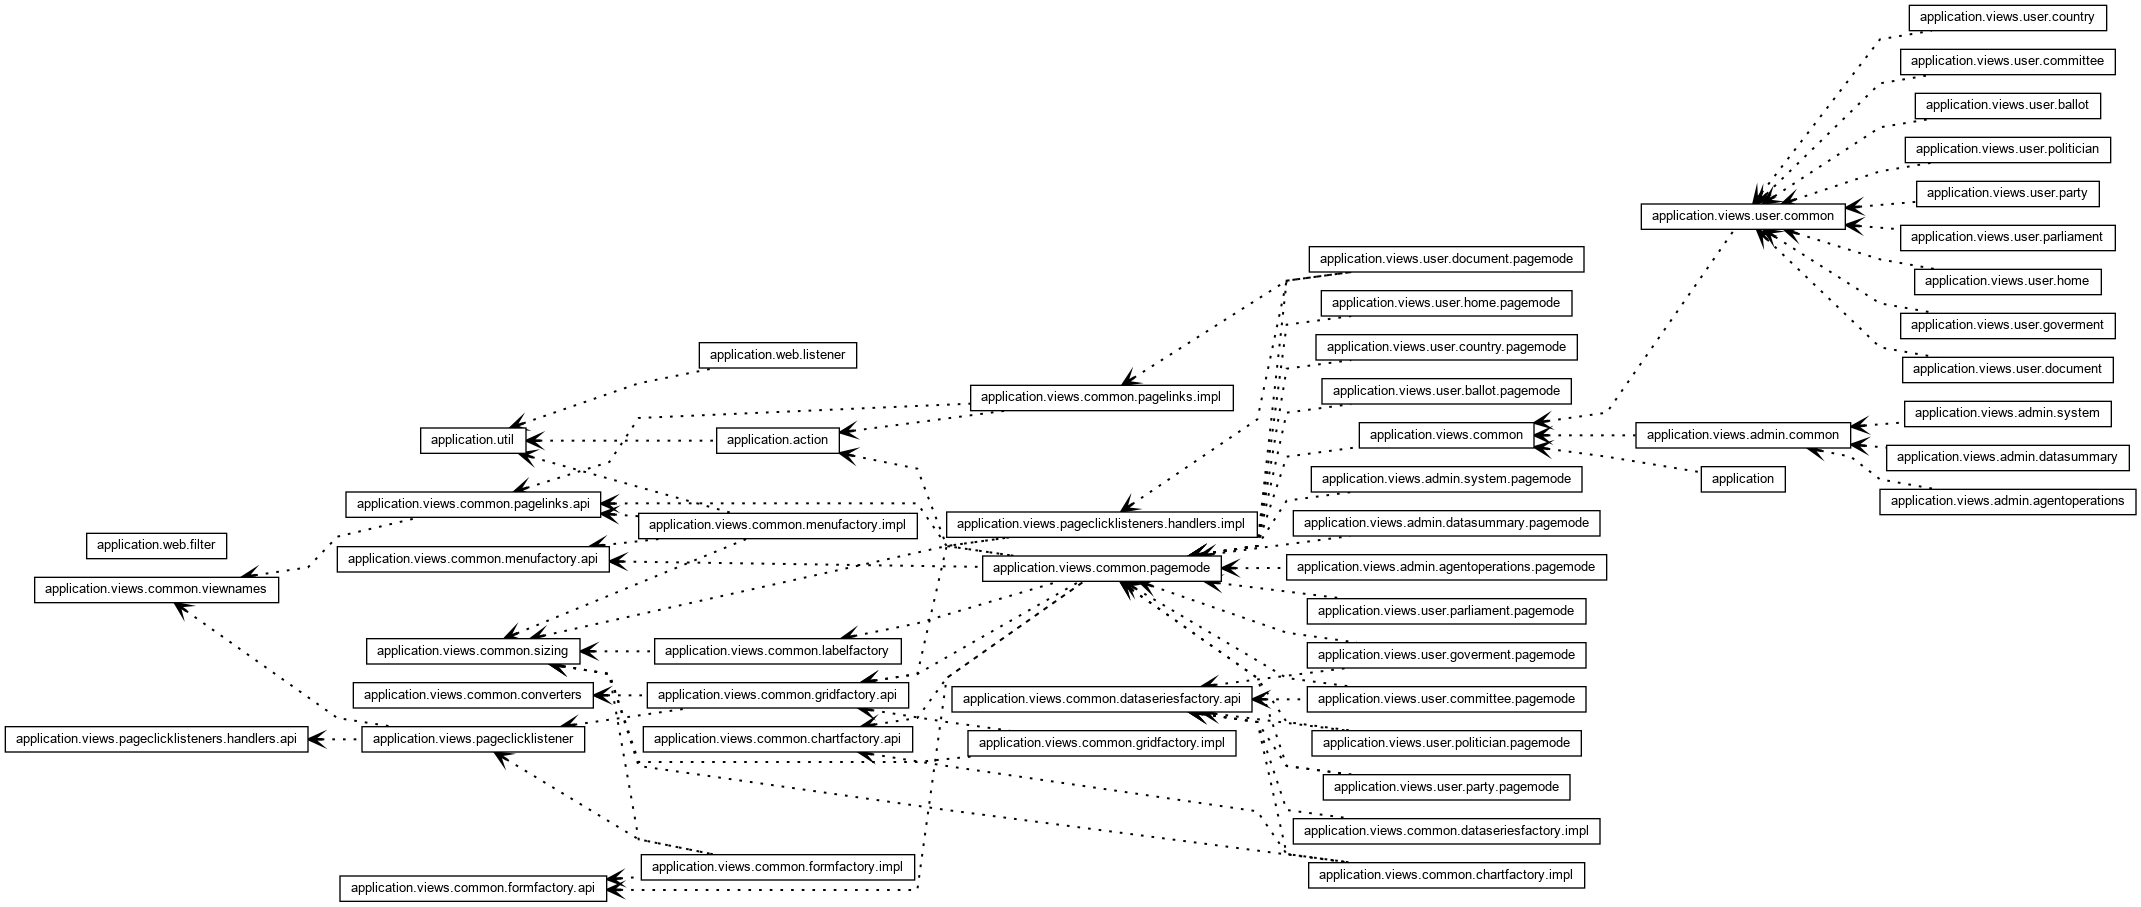 application.views.user.country
application.views.user.committee
application.views.user.ballot
application.views.user.politician
application.views.user.party
application.views.user.common
application.views.user.parliament
application.views.user.document.pagemode
application.views.user.home
application.views.user.home.pagemode
application.views.user.goverment
application.views.user.country.pagemode
application.web.listener
application.views.user.document
application.views.user.ballot.pagemode
application.views.common.pagelinks.impl
application.views.admin.system
application.util
application.action
application.views.common
application.views.admin.common
application.views.admin.datasummary
application.views.admin.system.pagemode
application
application.views.admin.agentoperations
application.views.common.pagelinks.api
application.views.common.menufactory.impl
application.views.pageclicklisteners.handlers.impl
application.views.admin.datasummary.pagemode
application.web.filter
application.views.common.menufactory.api
application.views.common.pagemode
application.views.admin.agentoperations.pagemode
application.views.common.viewnames
application.views.user.parliament.pagemode
application.views.common.sizing
application.views.common.labelfactory
application.views.user.goverment.pagemode
application.views.common.converters
application.views.common.gridfactory.api
application.views.common.dataseriesfactory.api
application.views.user.committee.pagemode
application.views.pageclicklisteners.handlers.api
application.views.pageclicklistener
application.views.common.chartfactory.api
application.views.common.gridfactory.impl
application.views.user.politician.pagemode
application.views.user.party.pagemode
application.views.common.dataseriesfactory.impl
application.views.common.formfactory.impl
application.views.common.chartfactory.impl
application.views.common.formfactory.api